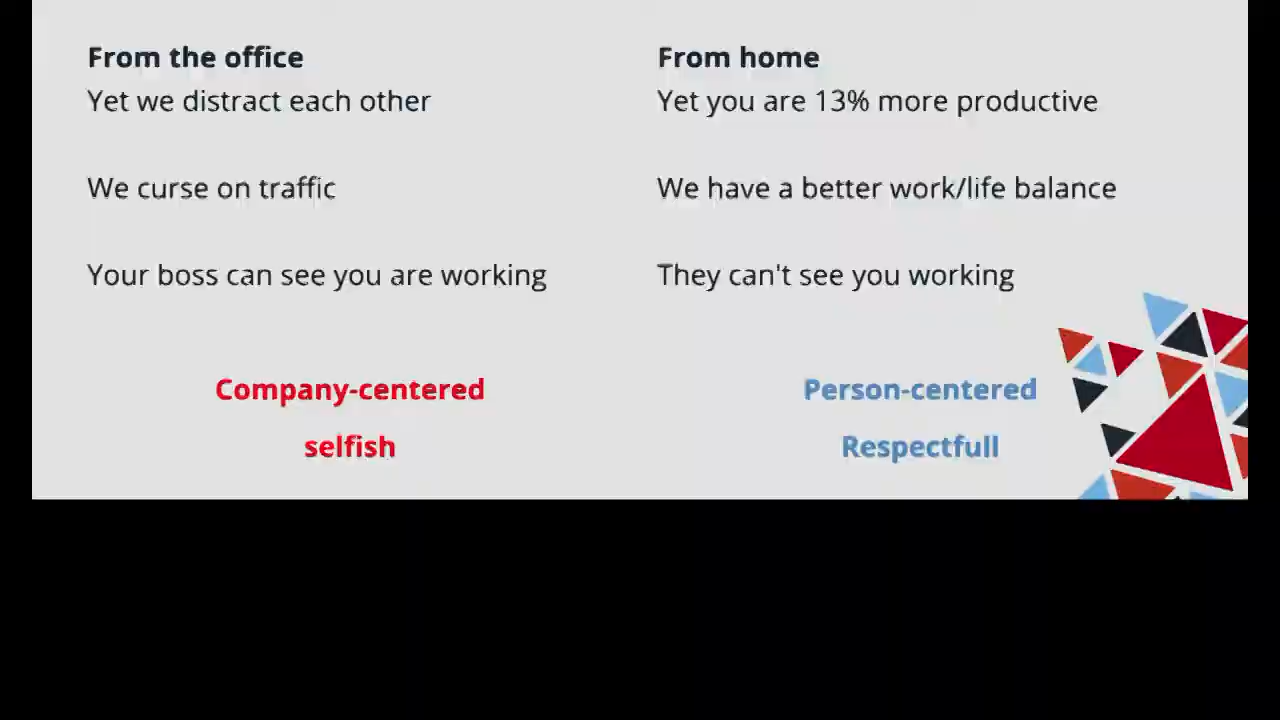 From the office
Yet we distract each other
We curse on traffic
Your boss can see you are working
Company-centered
selfish
From home
Yet you are 13% more productive
We have a better work/life balance
They can't see you working
Person-centered
Respectfull